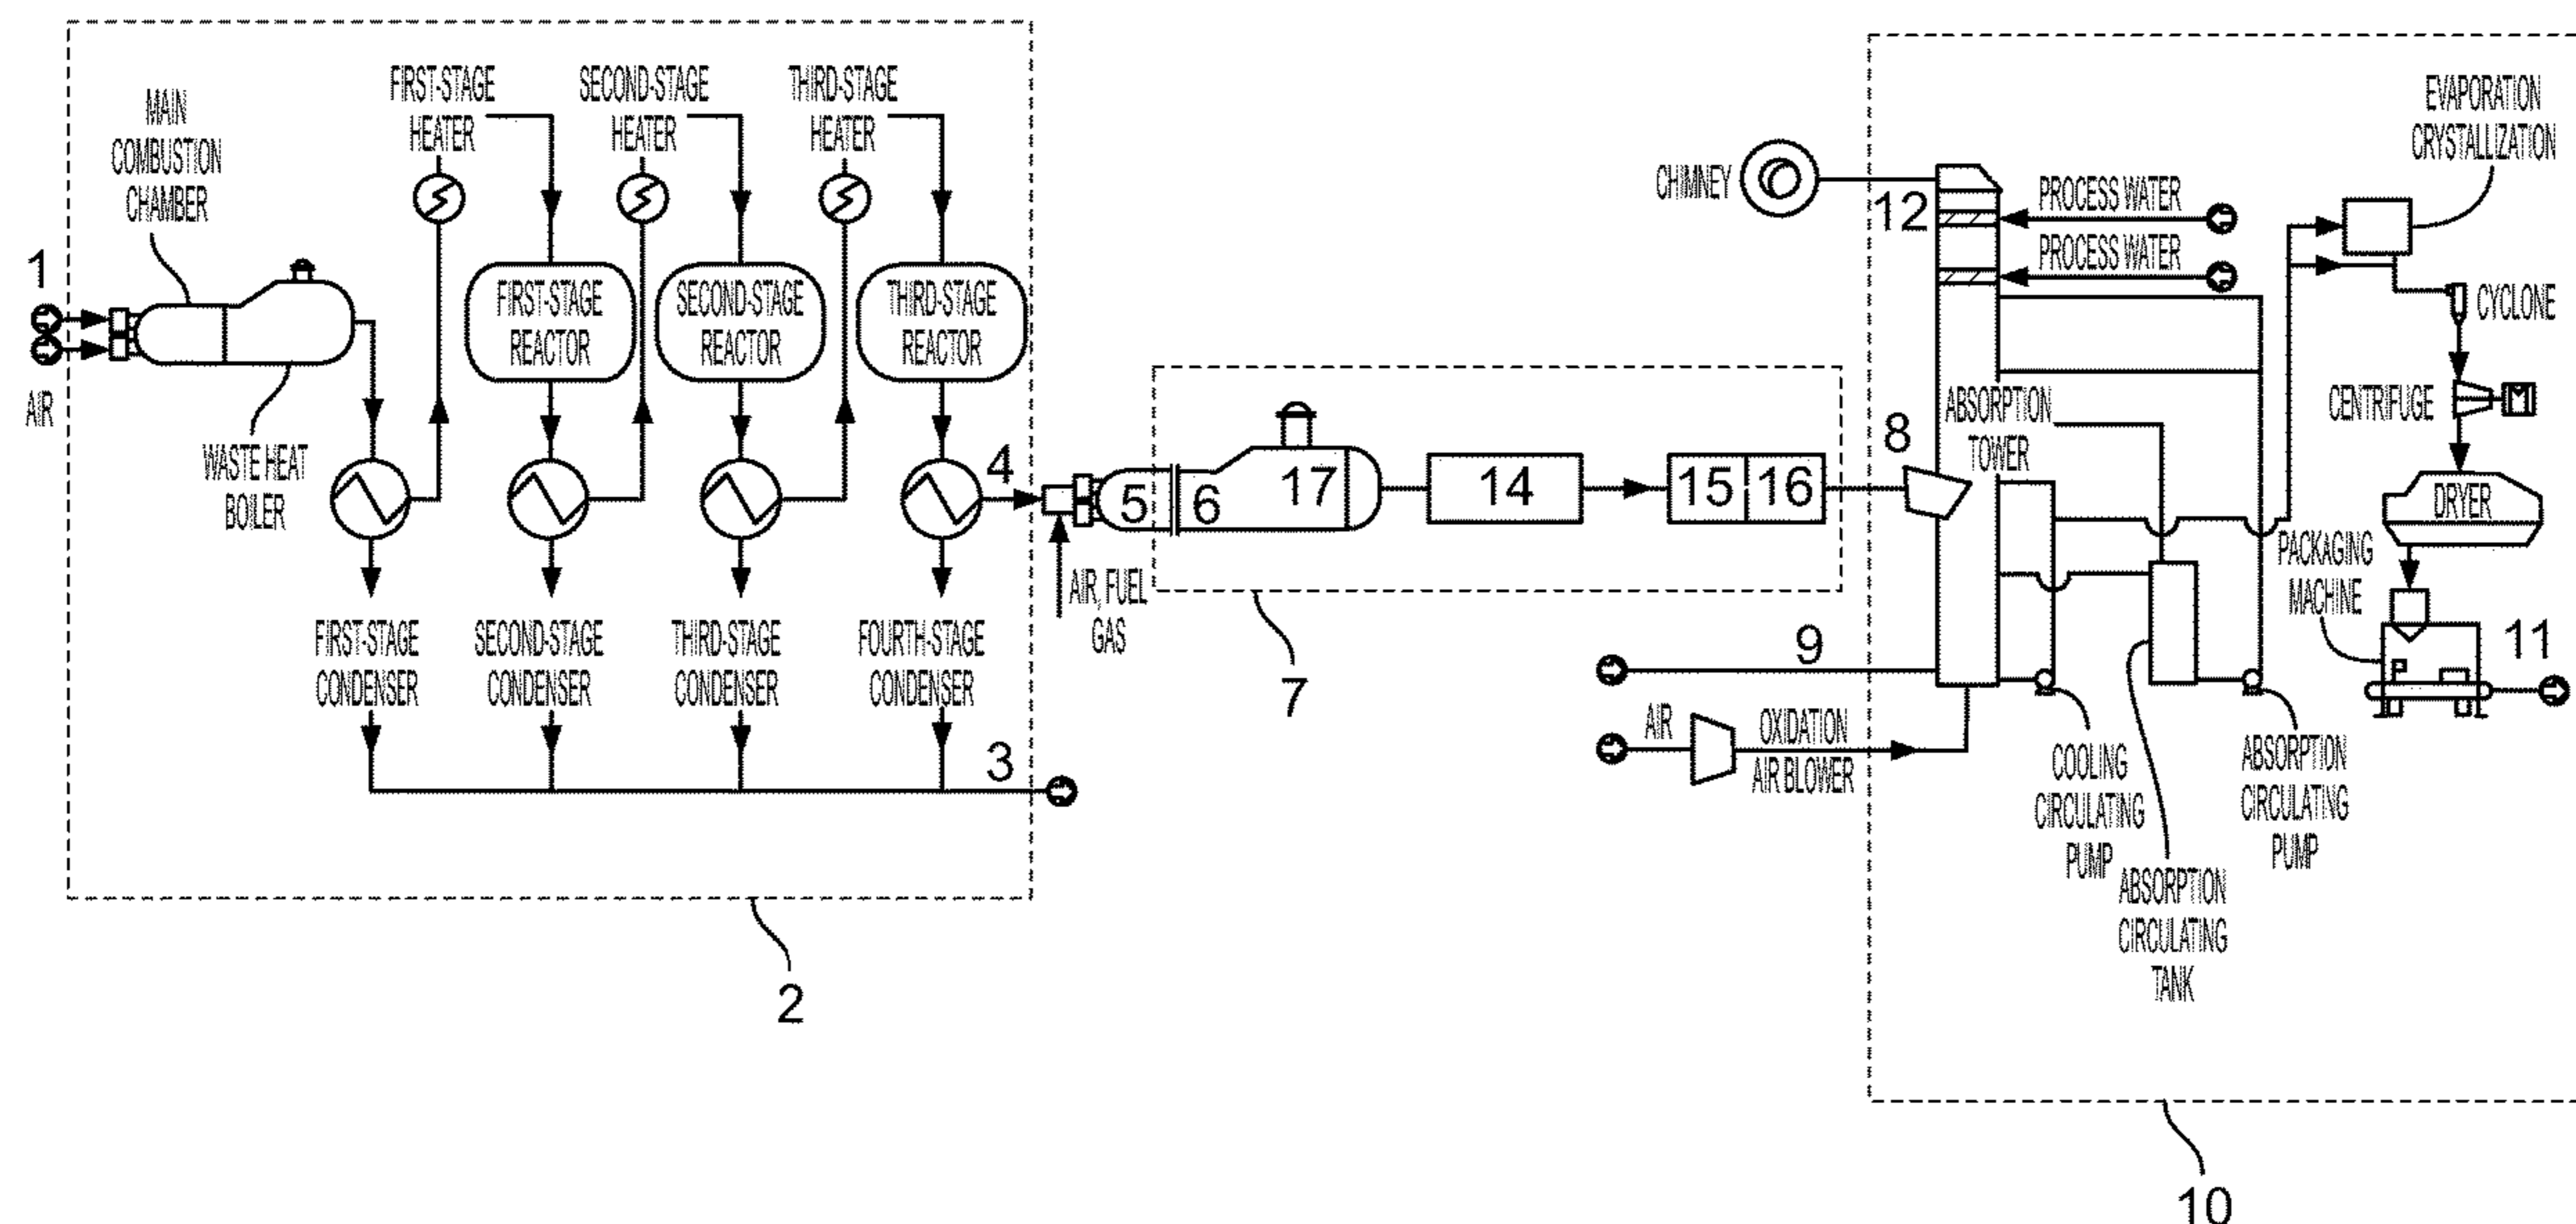 1
AIR
MAIN
COMBUSTION
CHAMBER
WASTE HEAT
BOILER
FIRST-STAGE
HEATER
SECOND-STAGE
HEATER
THIRD-STAGE
HEATER
FIRST-STAGE
REACTOR
SECOND-STAGE
REACTOR
THIRD-STAGE
REACTOR
FIRST-STAGE
CONDENSER
SECOND-STAGE
CONDENSER
THIRD-STAGE
CONDENSER
FOURTH-STAGE
CONDENSER
3
2
4
AIR, FUEL
GAS
5
6
17
14
15
16
7
CHIMNEY
12
PROCESS WATER
PROCESS WATER
8
ABSORPTION
TOWER
9
AIR
OXIDATION
AIR BLOWER
COOLING
CIRCULATING
PUMP
ABSORPTION
CIRCULATING
TANK
ABSORPTION
CIRCULATING
PUMP
EVAPORATION
CRYSTALLIZATION
CYCLONE
CENTRIFUGE
M
DRYER
PACKAGING
MACHINE
11
10